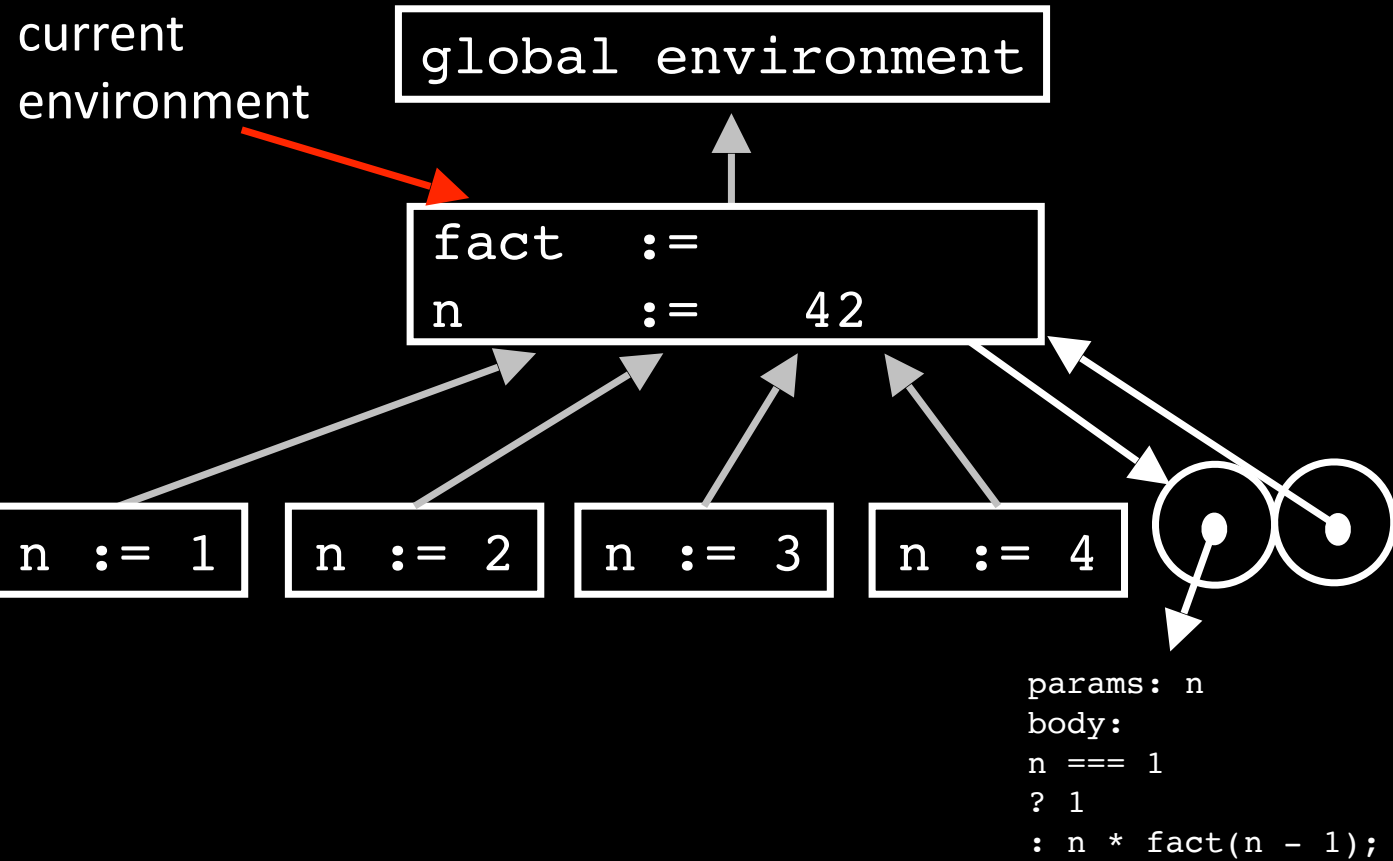 current
environment
global environment
fact :=
n := 42
n := 1
n := 2
n := 3
n := 4
params: n
body:
n === 1
? 1
: n * fact(n - 1);